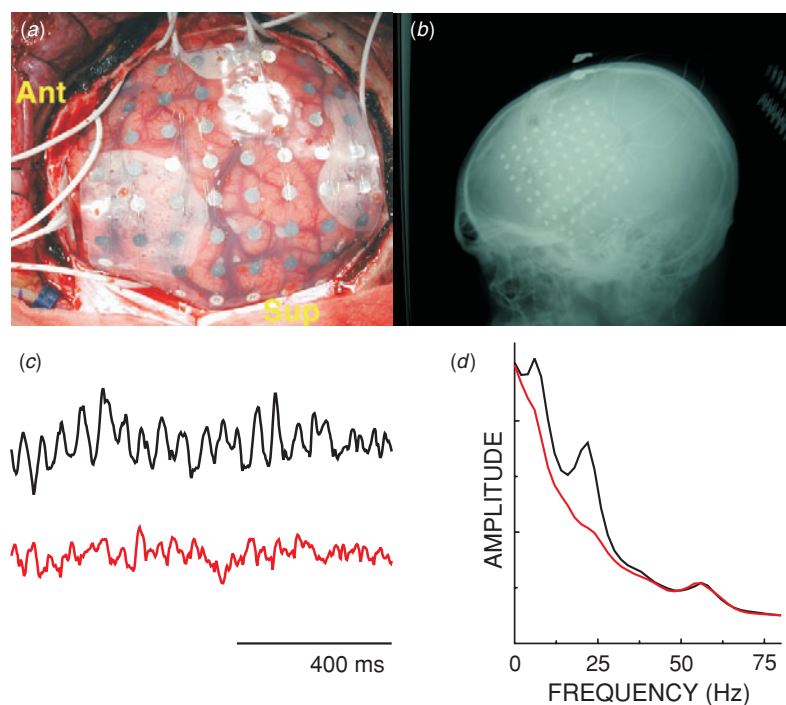 (a)
Ant
Sup
(b)
(c)
400 ms
(d)
AMPLITUDE
0
25
50
75
FREQUENCY (Hz)